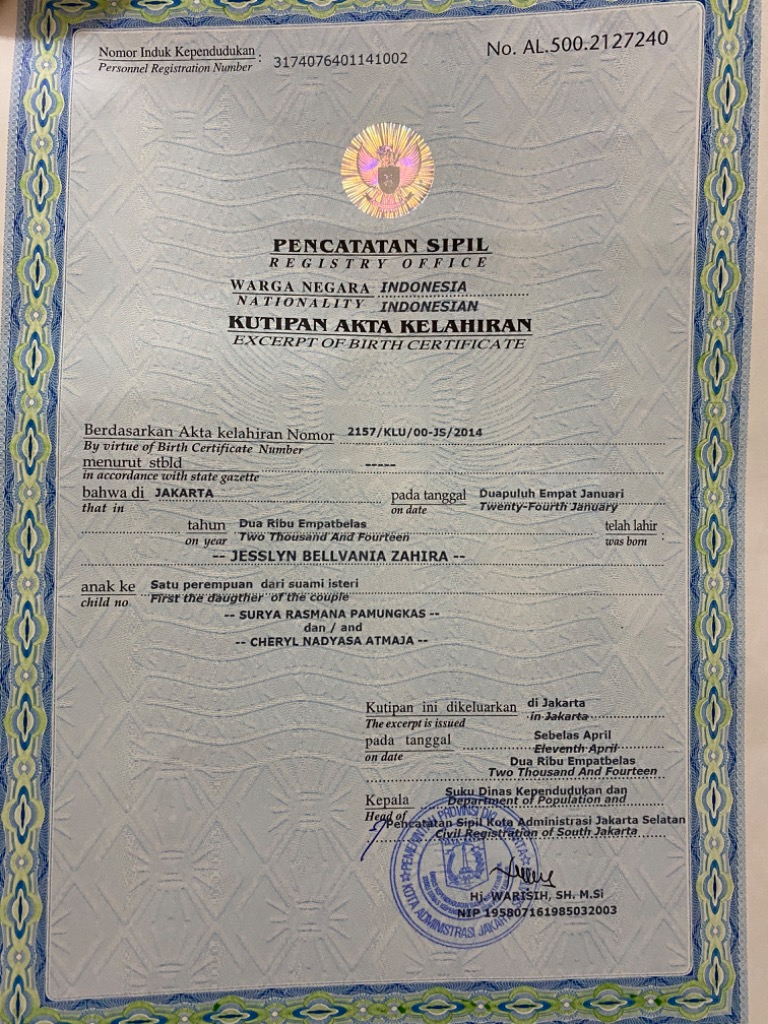 Nomor Induk Kependudukan : 3174076401141002
Personnel Registration Number
No. AL.500.2127240
PENCATATAN SIPIL
REGISTRY OFFICE
WARGA NEGARA INDONESIA
NATIONALITY INDONESIAN
KUTIPAN AKTA KELAHIRAN
EXCERPT OF BIRTH CERTIFICATE
Berdasarkan Akta kelahiran Nomor 2157/KLU/00-JS/2014
By virtue of Birth Certificate Number
menurut stbld -----
in accordance with state gazette
bahwa di JAKARTA pada tanggal Duapuluh Empat Januari
that in on date Twenty-Fourth January
tahun Dua Ribu Empatbelas telah lahir :
on year Two Thousand And Fourteen was born
-- JESSLYN BELLVANIA ZAHIRA --
anak ke Satu perempuan dari suami isteri
child no First the daugther of the couple
-- SURYA RASMANA PAMUNGKAS --
dan / and
-- CHERYL NADYASA ATMAJA --
Kutipan ini dikeluarkan di Jakarta
The excerpt is issued in Jakarta
pada tanggal Sebelas April
on date Eleventh April
Dua Ribu Empatbelas
Two Thousand And Fourteen
Kepala Suku Dinas Kependudukan dan
Head of Department of Population and
Pencatatan Sipil Kota Administrasi Jakarta Selatan
Civil Registration of South Jakarta
PEMERINTAH PROVINSI DKI JAKARTA
KOTA ADMINISTRASI JAKARTA
Hj. WARISIH, SH. M.Si
NIP 195807161985032003